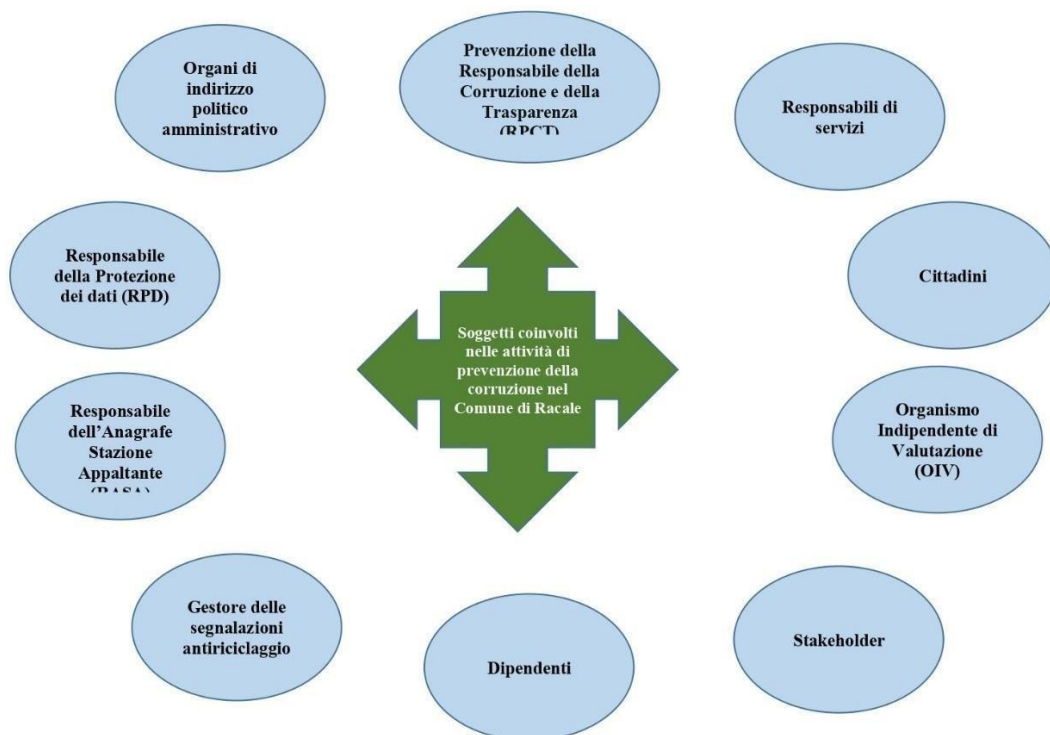 Organi di
indirizzo
politico
amministrativo
Prevenzione della
Responsabile della
Corruzione e della
Trasparenza
(RPCT)
Responsabili di
servizi
Responsabile
della Protezione
dei dati (RPD)
Soggetti coinvolti
nelle attività di
prevenzione della
corruzione nel
Comune di Racale
Cittadini
Responsabile
dell’Anagrafe
Stazione
Appaltante
(RASA)
Organismo
Indipendente di
Valutazione
(OIV)
Gestore delle
segnalazioni
antiriciclaggio
Dipendenti
Stakeholder